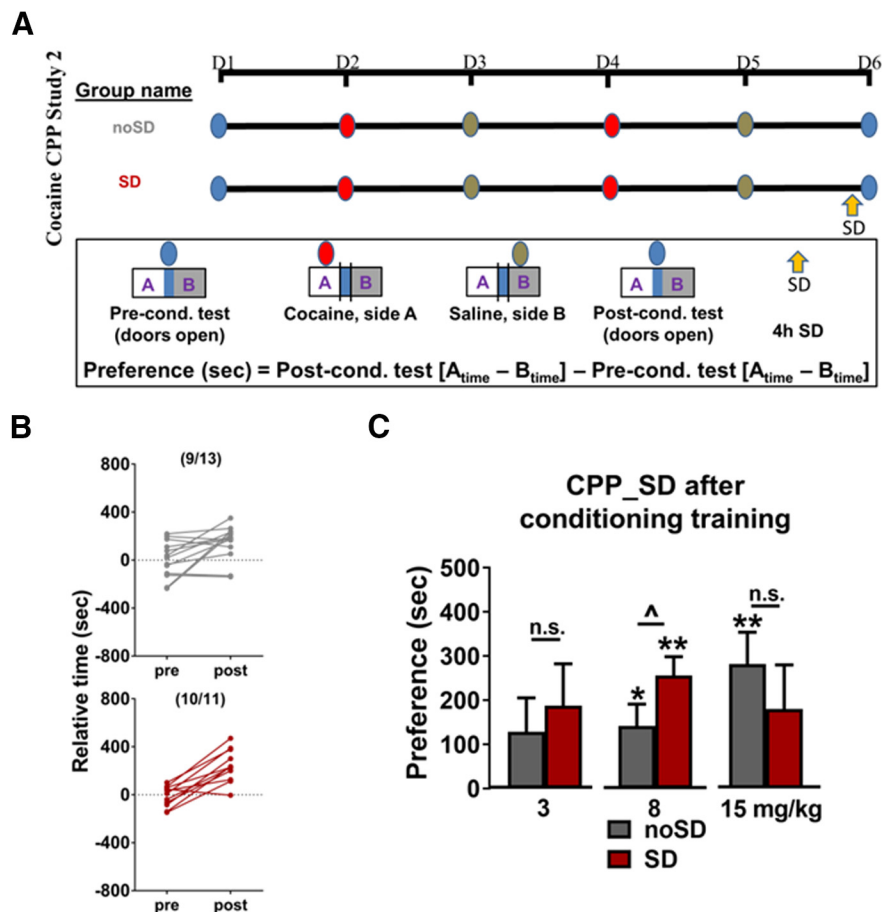 A
D1 D2 D3 D4 D5 D6
Cocaine CPP Study 2
Group name
noSD
SD
SD
A B A B A B SD
Pre-cond. test Cocaine, side A Saline, side B Post-cond. test
(doors open) (doors open) 4h SD
Preference (sec) = Post-cond. test [Atime – Btime] – Pre-cond. test [Atime – Btime]
B
(9/13)
800
400
0
-400
-800
pre post
Relative time (sec)
(10/11)
800
400
0
-400
-800
pre post
C
CPP_SD after
conditioning training
Preference (sec)
500
400
300
200
100
0
n.s.
^
* **
n.s.
**
3 8 15 mg/kg
noSD
SD